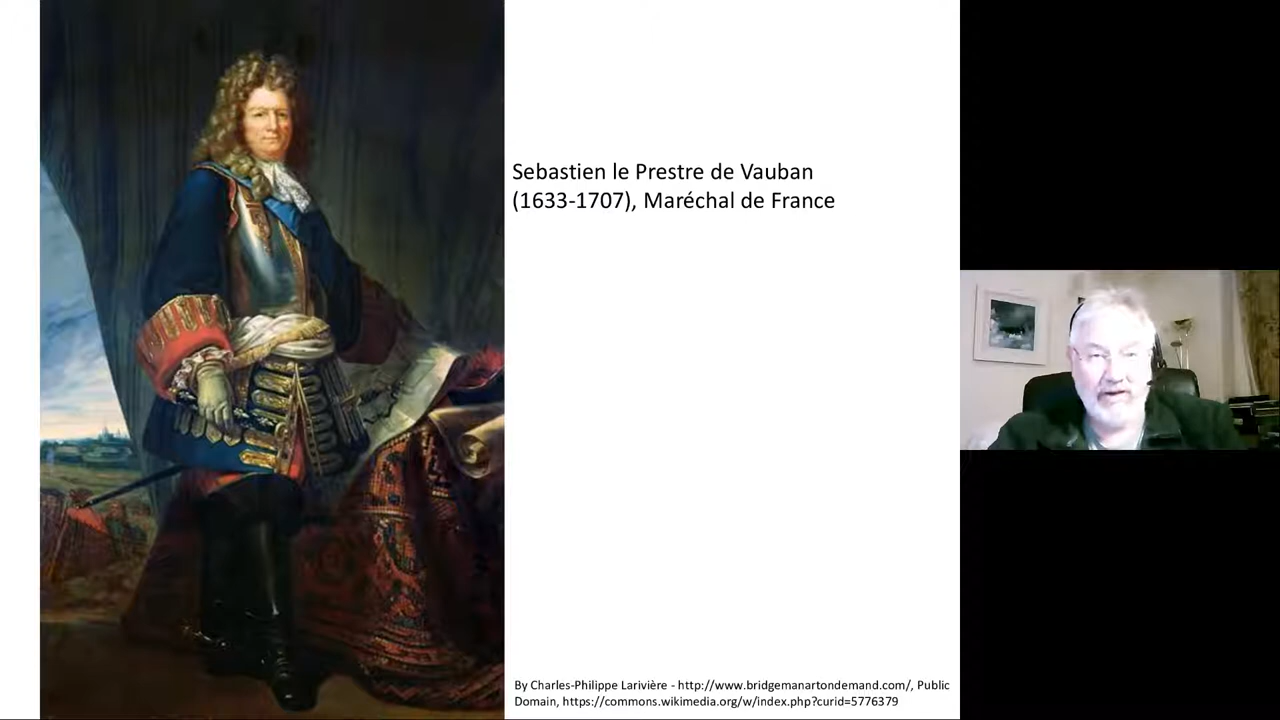 Sebastien le Prestre de Vauban
(1633-1707), Maréchal de France
By Charles-Philippe Larivière - http://www.bridgemanartondemand.com/, Public
Domain, https://commons.wikimedia.org/w/index.php?curid=5776379